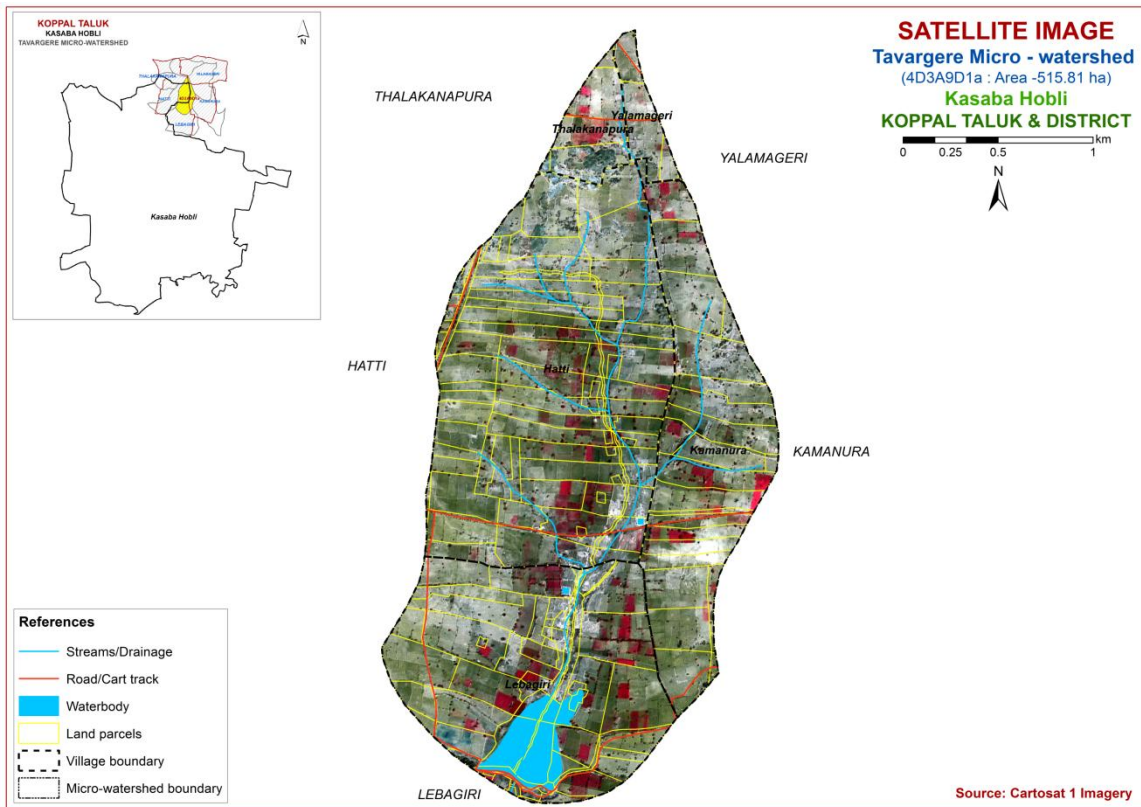 KOPPAL TALUK
KASABA HOBLI
TAVARGERE MICRO-WATERSHED
N
YALAMAGERI
LEBAGIRI
Kasaba Hobli
SATELLITE IMAGE
Tavargere Micro - watershed
(4D3A9D1a : Area -515.81 ha)
Kasaba Hobli
KOPPAL TALUK & DISTRICT
km
0 0.25 0.5 1
N
THALAKANAPURA
Yalamageri
Thalakanapura
YALAMAGERI
HATTI
Hatti
Kamanura
KAMANURA
Lebagiri
LEBAGIRI
References
Streams/Drainage
Road/Cart track
Waterbody
Land parcels
Village boundary
Micro-watershed boundary
Source: Cartosat 1 Imagery